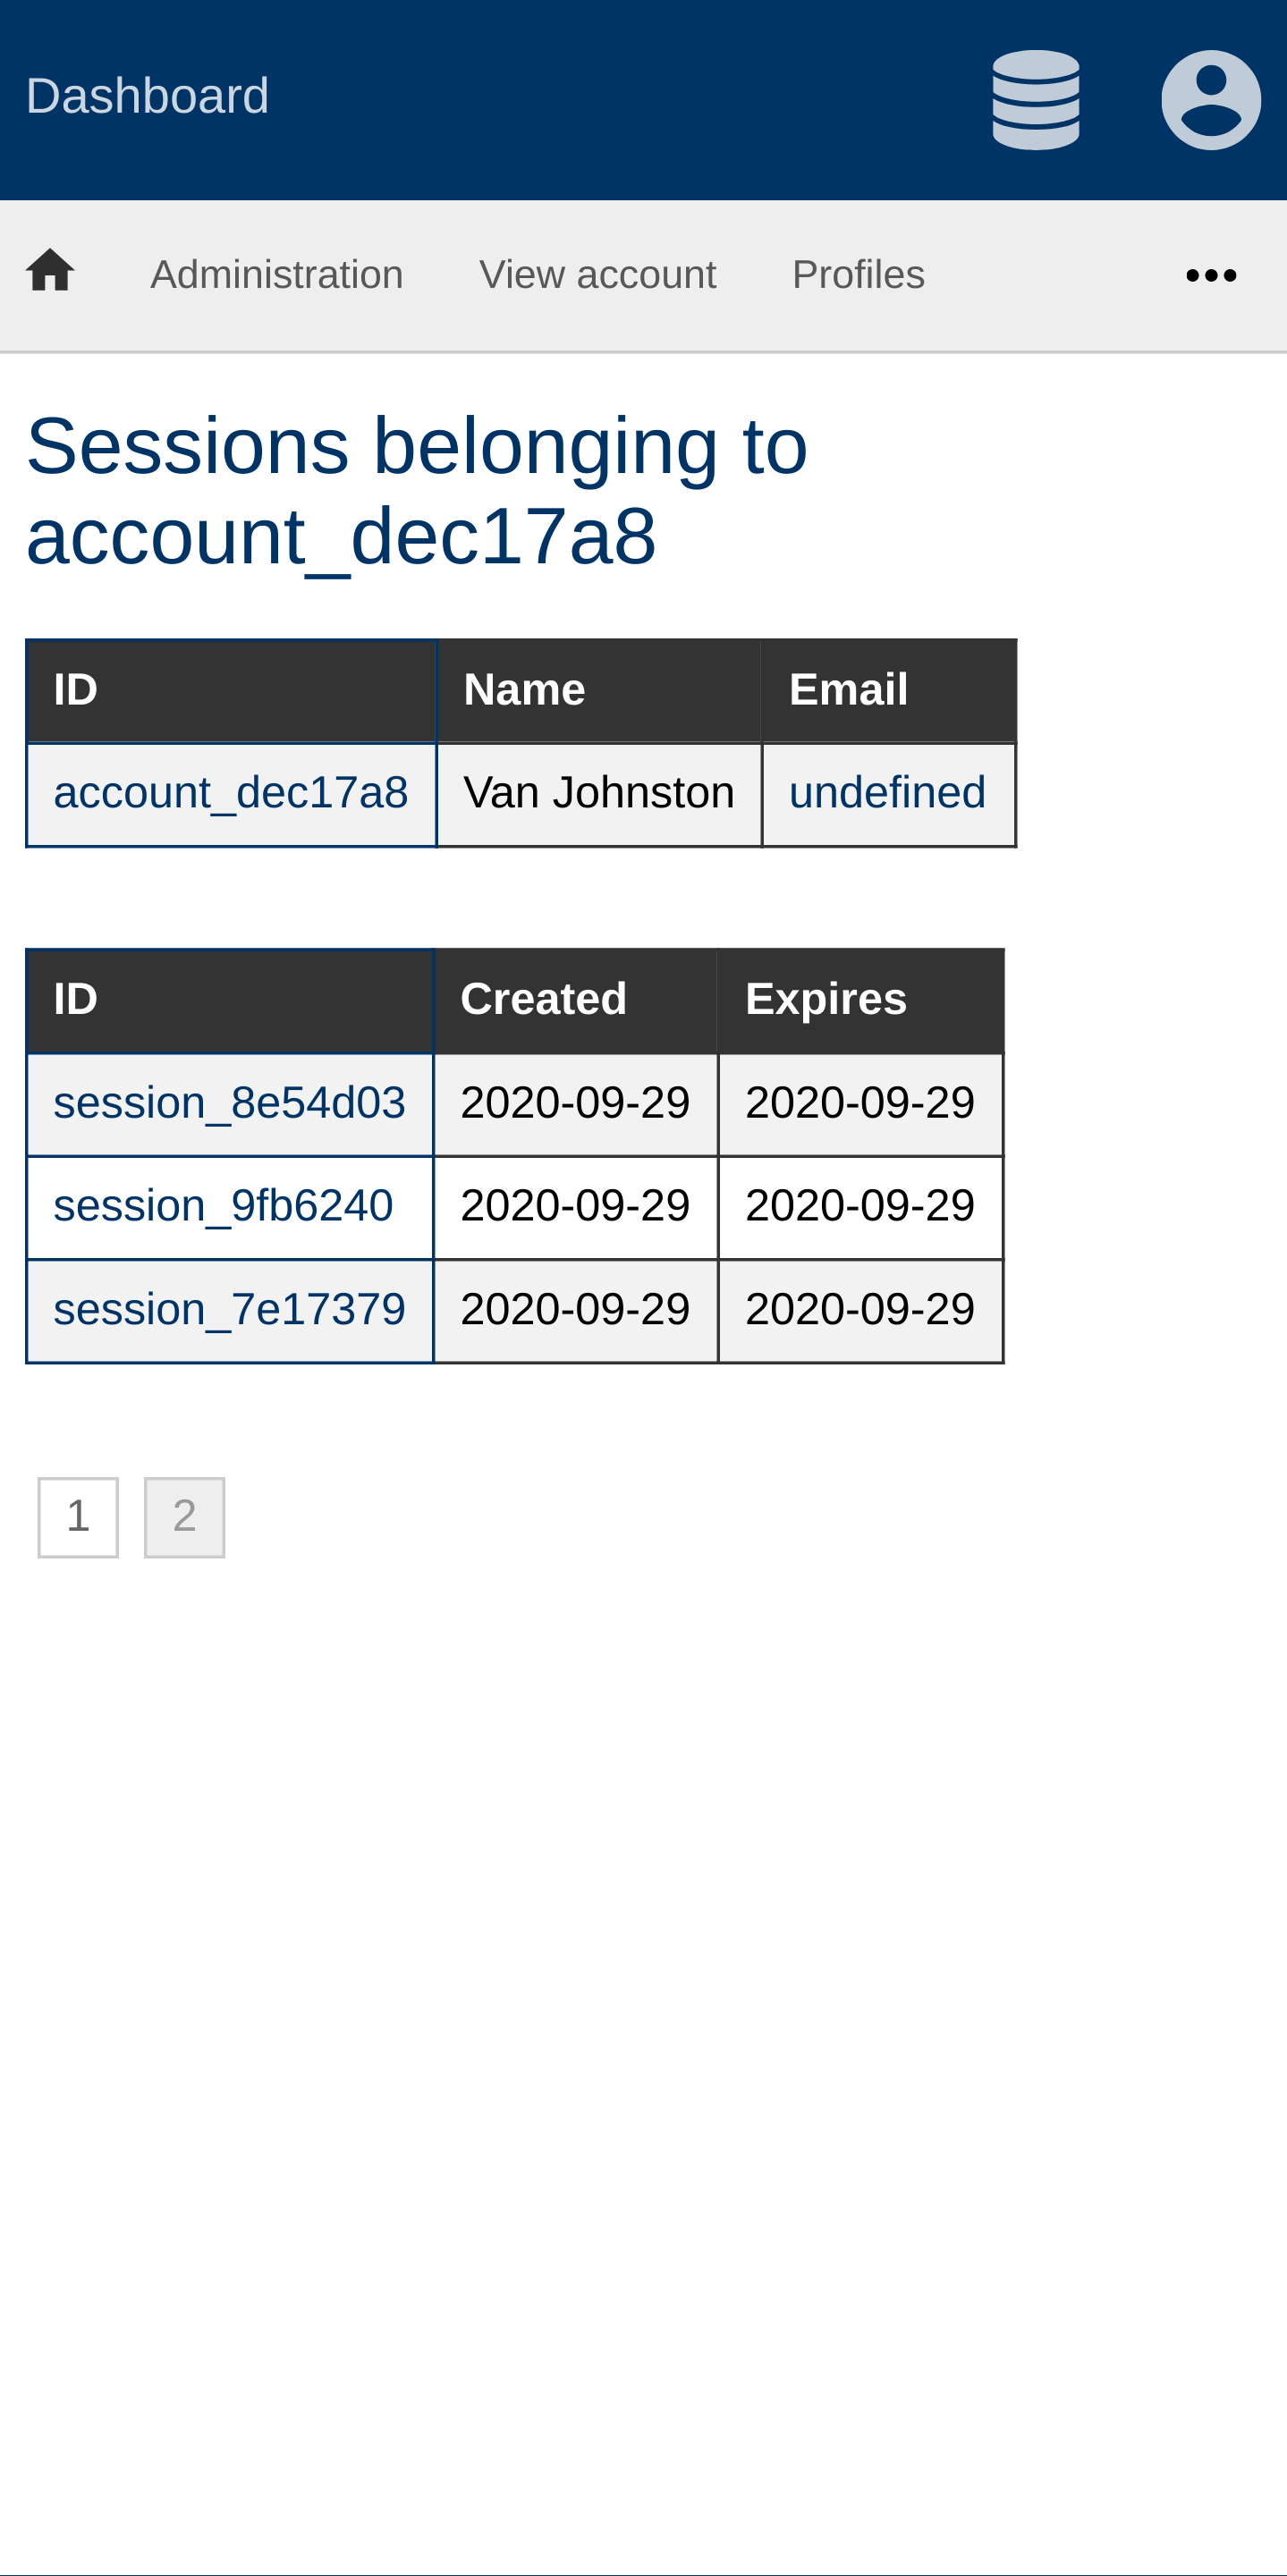 Dashboard
Administration View account Profiles
Sessions belonging to
account_dec17a8
ID Name Email
account_dec17a8 Van Johnston undefined
ID Created Expires
session_8e54d03 2020-09-29 2020-09-29
session_9fb6240 2020-09-29 2020-09-29
session_7e17379 2020-09-29 2020-09-29
1 2